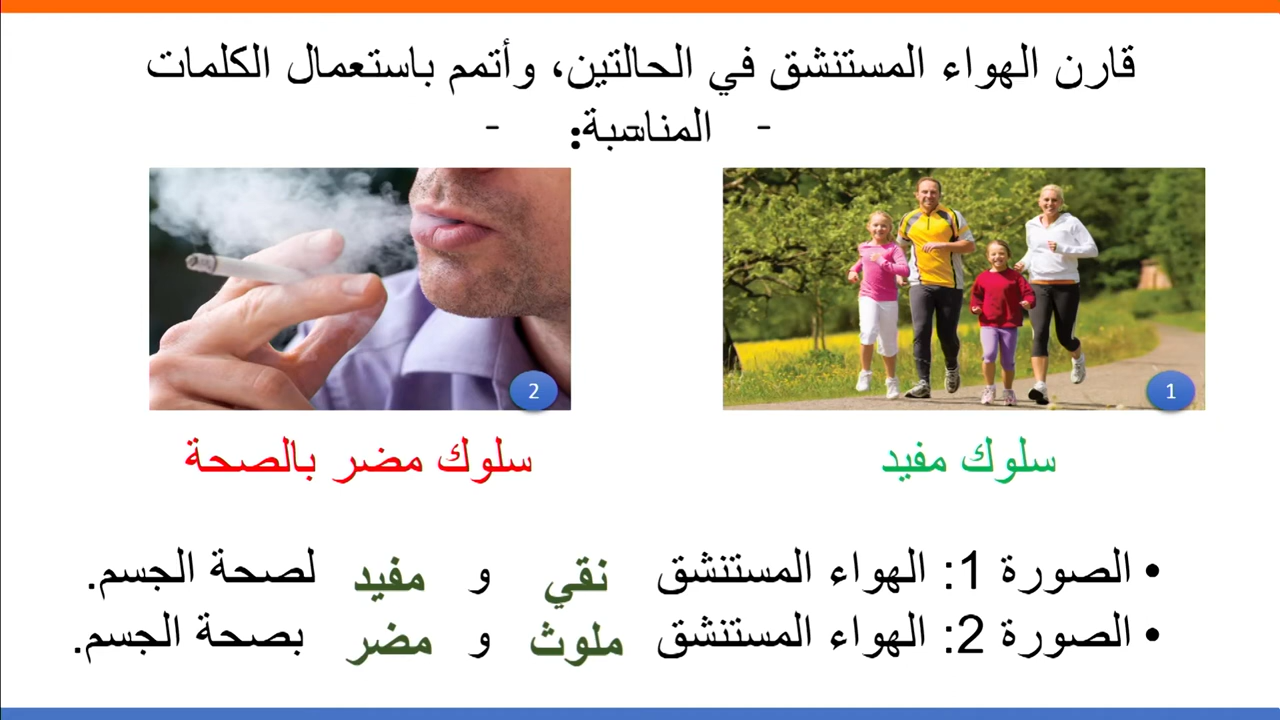 قارن الهواء المستنشق في الحالتين، وأتمم باستعمال الكلمات
- المناسبة: -
1
2
سلوك مفيد
سلوك مضر بالصحة
• الصورة 1: الهواء المستنشق نقي و مفيد لصحة الجسم.
• الصورة 2: الهواء المستنشق ملوث و مضر بصحة الجسم.